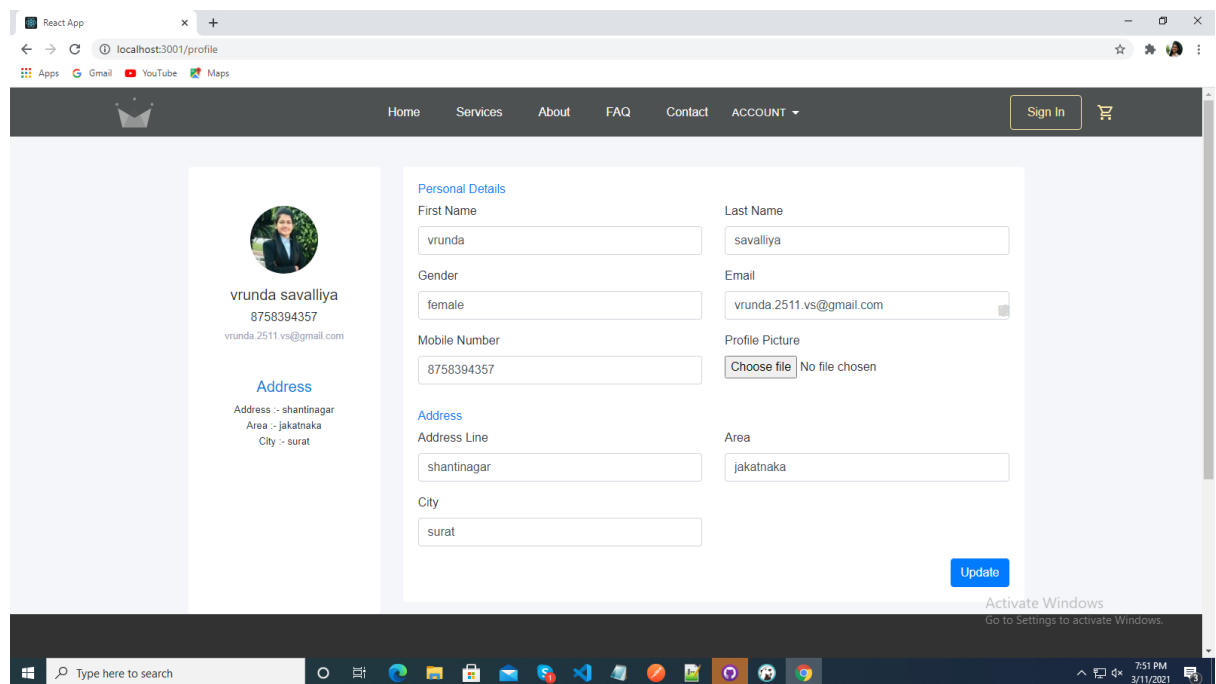 React App
localhost:3001/profile
Apps Gmail YouTube Maps
Home Services About FAQ Contact ACCOUNT Sign In
vrunda savalliya
8758394357
vrunda.2511.vs@gmail.com
Address
Address :- shantinagar
Area :- jakatnaka
City :- surat
Personal Details
First Name Last Name
vrunda savalliya
Gender Email
female vrunda.2511.vs@gmail.com
Mobile Number Profile Picture
8758394357 Choose file No file chosen
Address
Address Line Area
shantinagar jakatnaka
City
surat
Update
Activate Windows
Go to Settings to activate Windows.
Type here to search
7:51 PM
3/11/2021
3